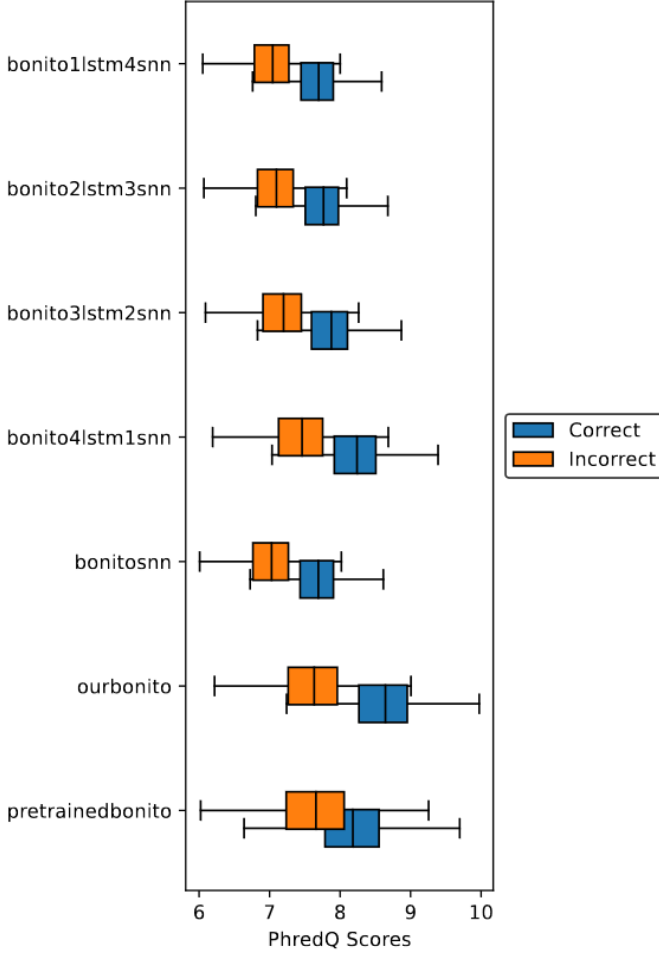 bonito1lstm4snn
bonito2lstm3snn
bonito3lstm2snn
bonito4lstm1snn
bonitosnn
ourbonito
pretrainedbonito
Correct
Incorrect
6 7 8 9 10
PhredQ Scores